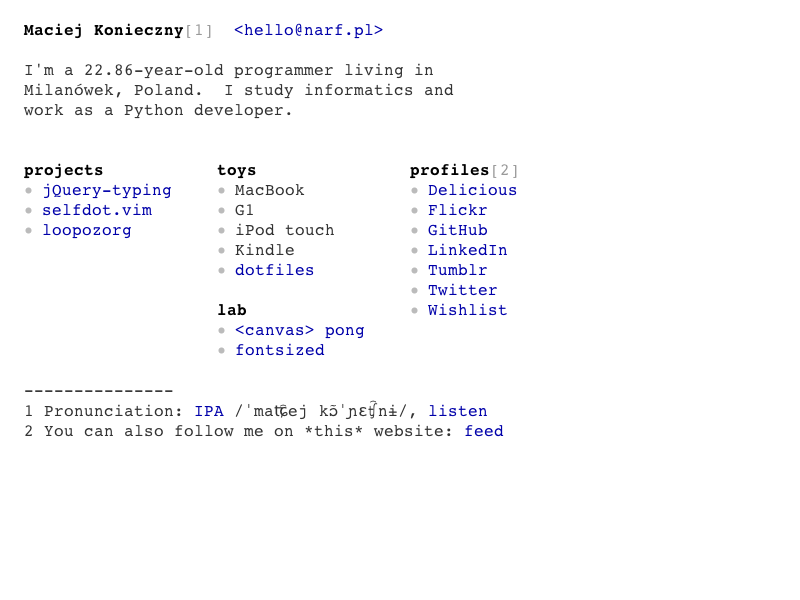 Maciej Konieczny[1]  <hello@narf.pl>
I'm a 22.86-year-old programmer living in
Milanówek, Poland.  I study informatics and
work as a Python developer.
projects
• jQuery-typing
• selfdot.vim
• loopozorg
toys
• MacBook
• G1
• iPod touch
• Kindle
• dotfiles
lab
• <canvas> pong
• fontsized
profiles[2]
• Delicious
• Flickr
• GitHub
• LinkedIn
• Tumblr
• Twitter
• Wishlist
---------------
1 Pronunciation: IPA /ˈmat͡ɕej kɔ̃ˈɲɛt͡ʃnɨ/, listen
2 You can also follow me on *this* website: feed